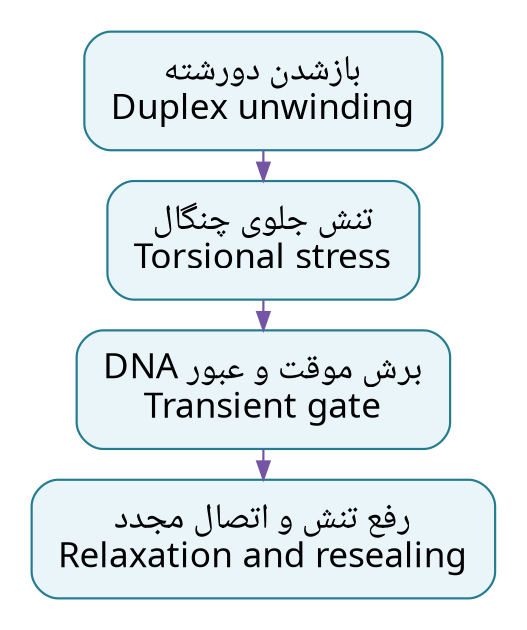 بازشدن دورشته
Duplex unwinding
تنش جلوی چنگال
Torsional stress
برش موقت و عبور DNA
Transient gate
رفع تنش و اتصال مجدد
Relaxation and resealing